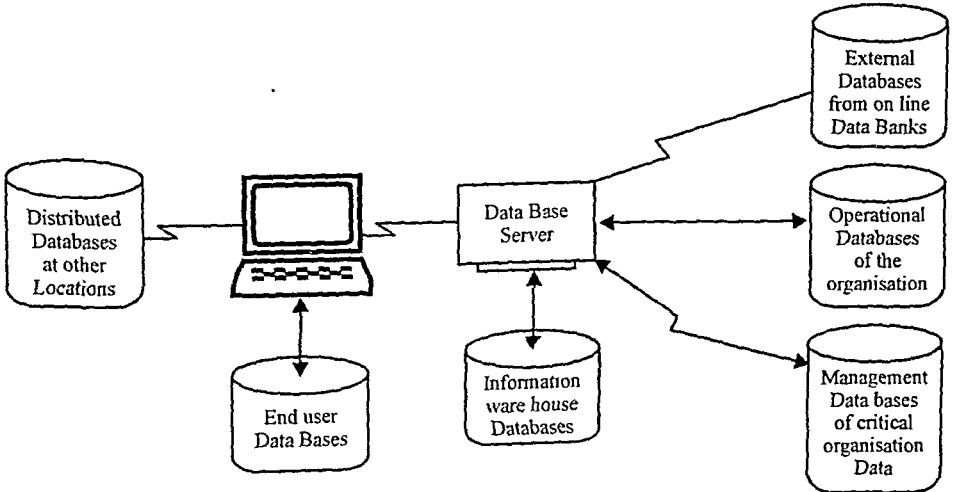 External
Databases
from on line
Data Banks
Distributed
Databases
at other
Locations
Data Base
Server
Operational
Databases
of the
organisation
End user
Data Bases
Information
ware house
Databases
Management
Data bases
of critical
organisation
Data